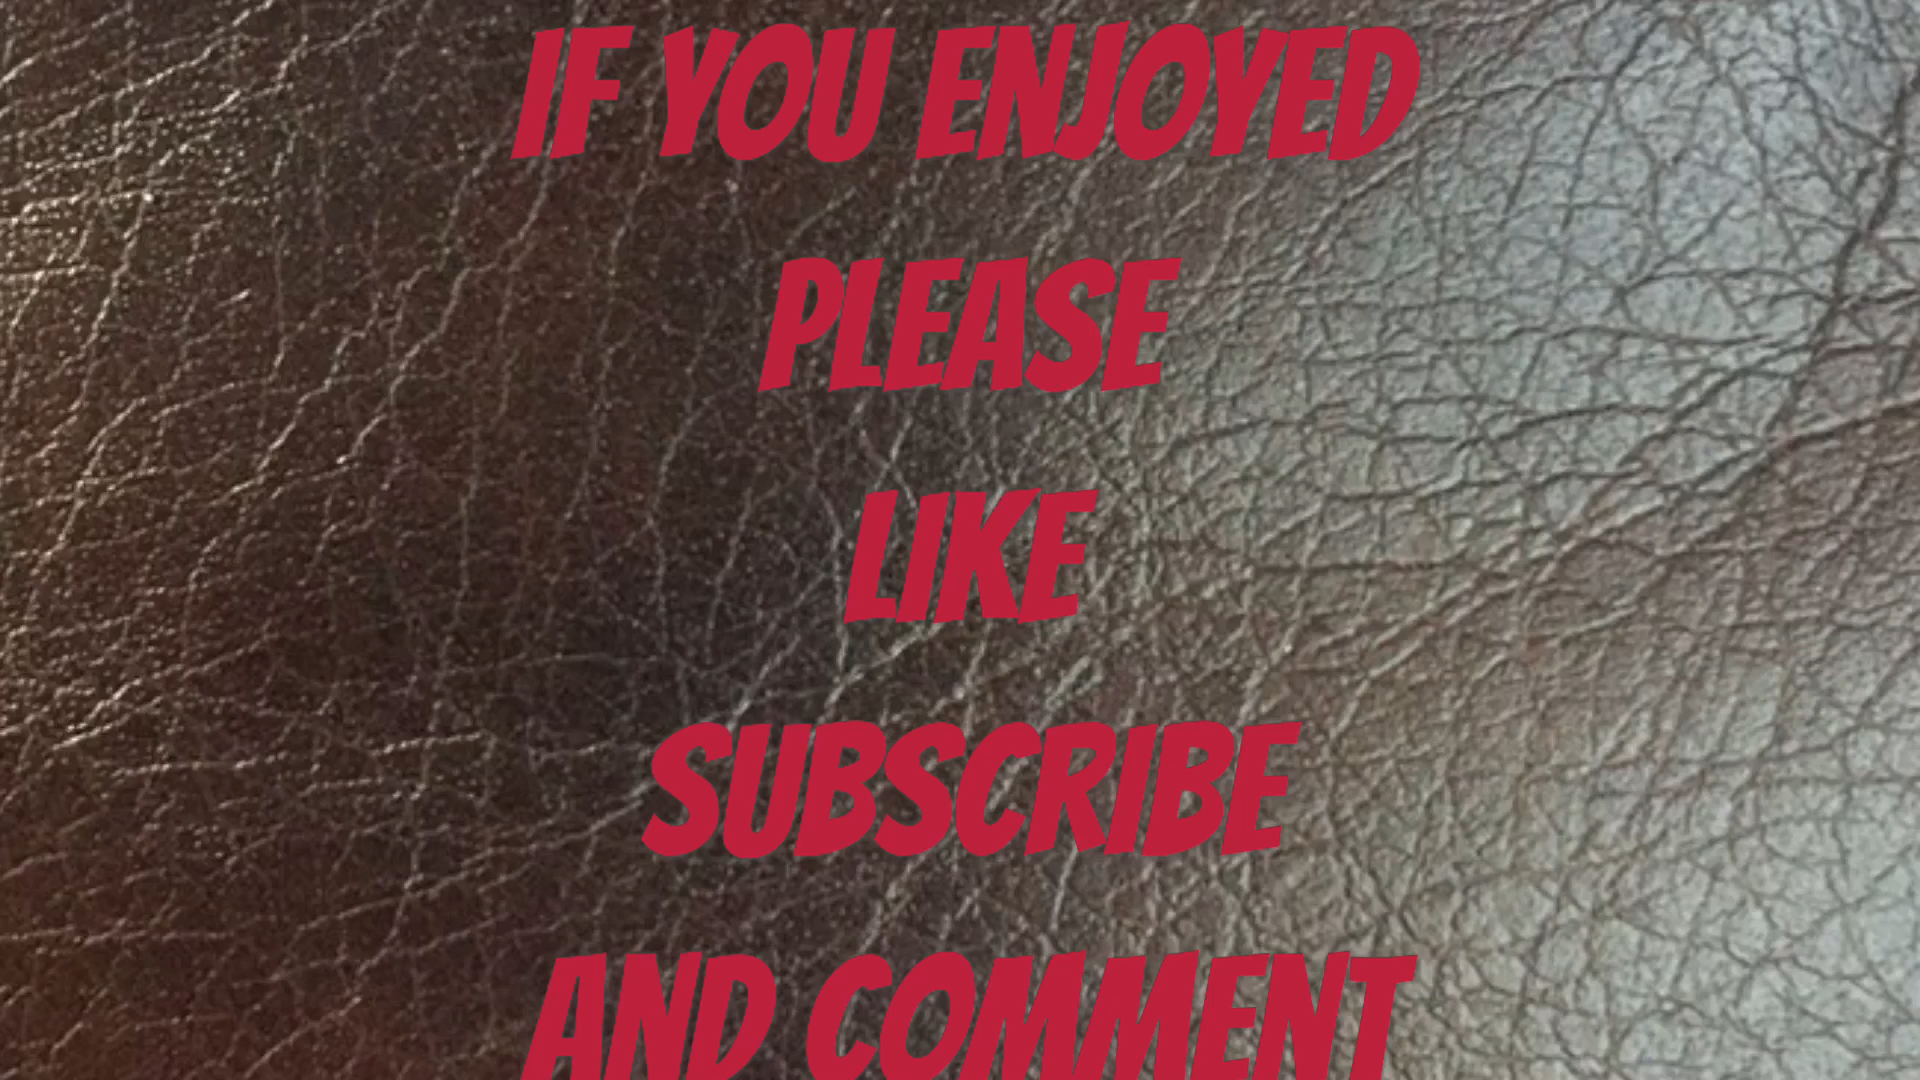 IF YOU ENJOYED
PLEASE
LIKE
SUBSCRIBE
AND COMMENT